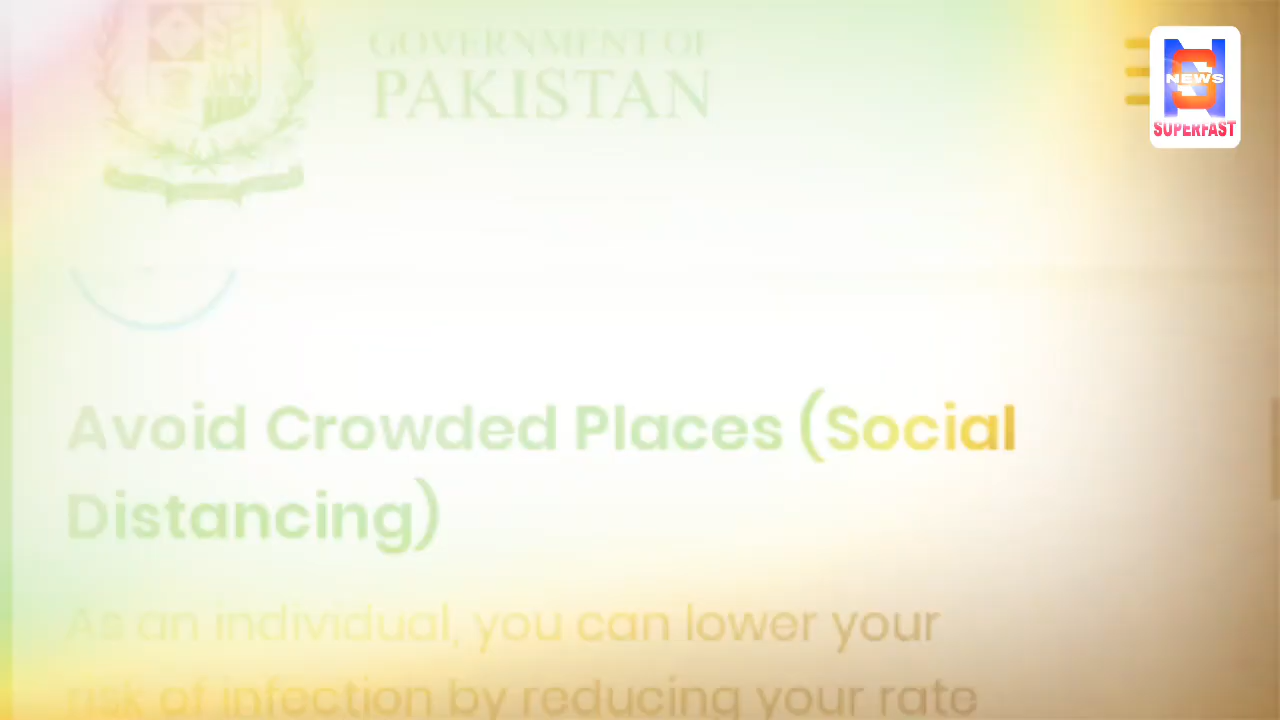 GOVERNMENT OF
PAKISTAN
NEWS
SUPERFAST
Avoid Crowded Places (Social
Distancing)
As an individual, you can lower your
risk of infection by reducing your rate